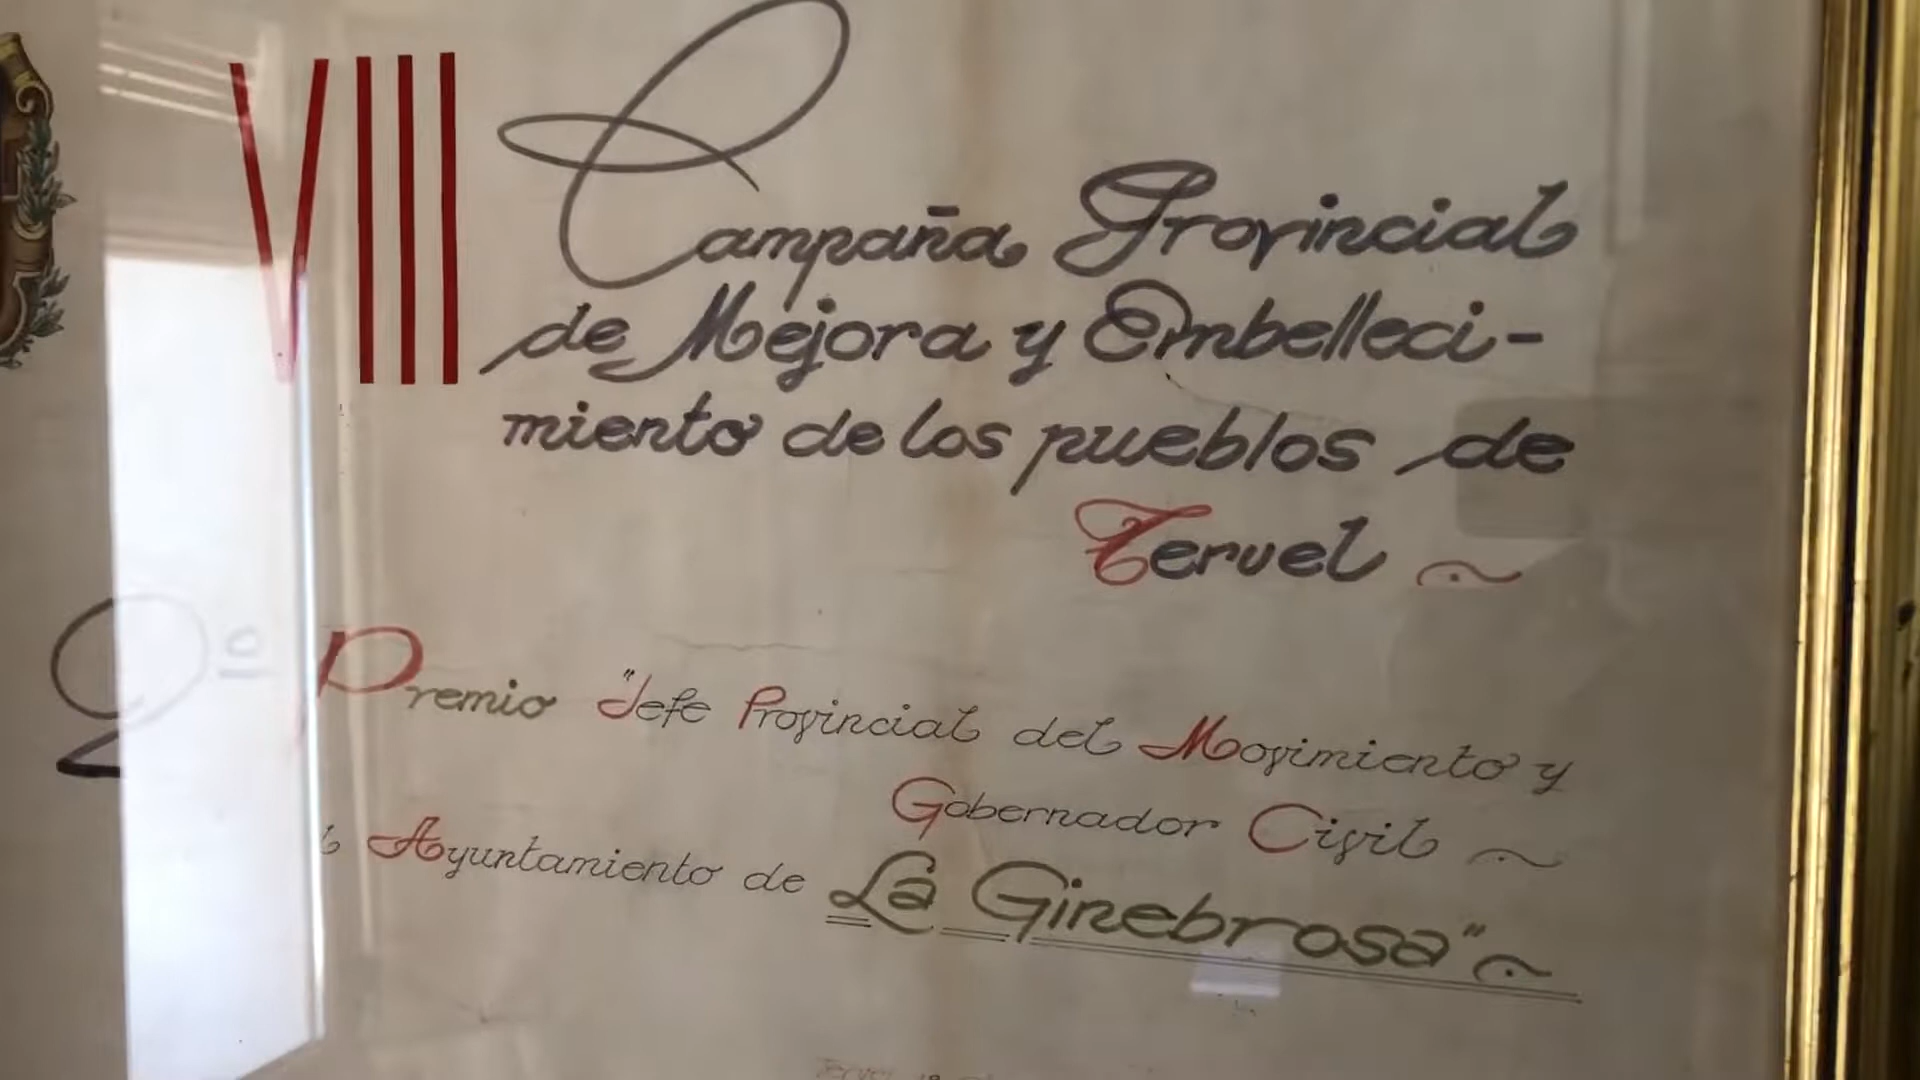 VIII Campaña Provincial
de Mejora y Embelleci-
miento de los pueblos de
Teruel
2º Premio "Jefe Provincial del Movimiento y
Gobernador Civil
Ayuntamiento de La Ginebrosa"